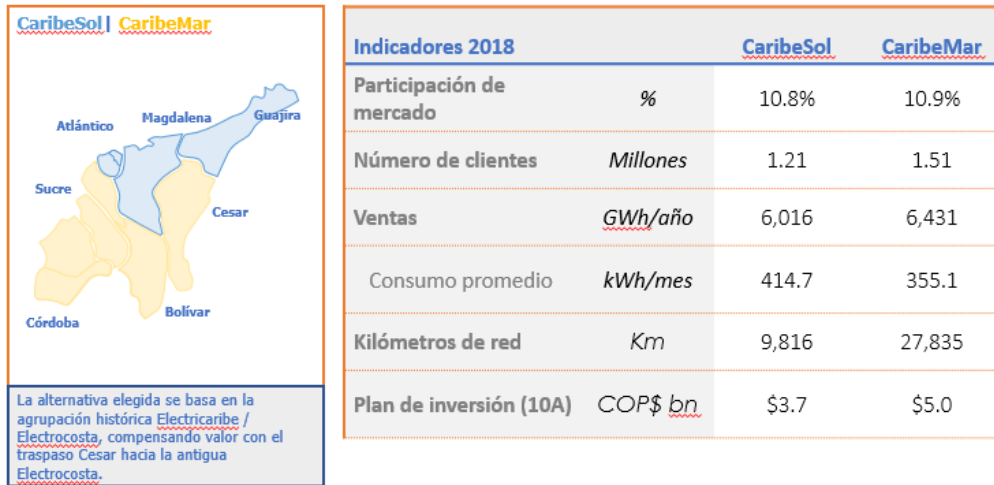 CaribeSol | CaribeMar
Atlántico
Magdalena
Guajira
Sucre
Cesar
Bolívar
Córdoba
La alternativa elegida se basa en la
agrupación histórica Electricaribe /
Electrocosta, compensando valor con el
traspaso Cesar hacia la antigua
Electrocosta.
Indicadores 2018 CaribeSol CaribeMar
Participación de
mercado % 10.8% 10.9%
Número de clientes Millones 1.21 1.51
Ventas GWh/año 6,016 6,431
Consumo promedio kWh/mes 414.7 355.1
Kilómetros de red Km 9,816 27,835
Plan de inversión (10A) COP$ bn $3.7 $5.0